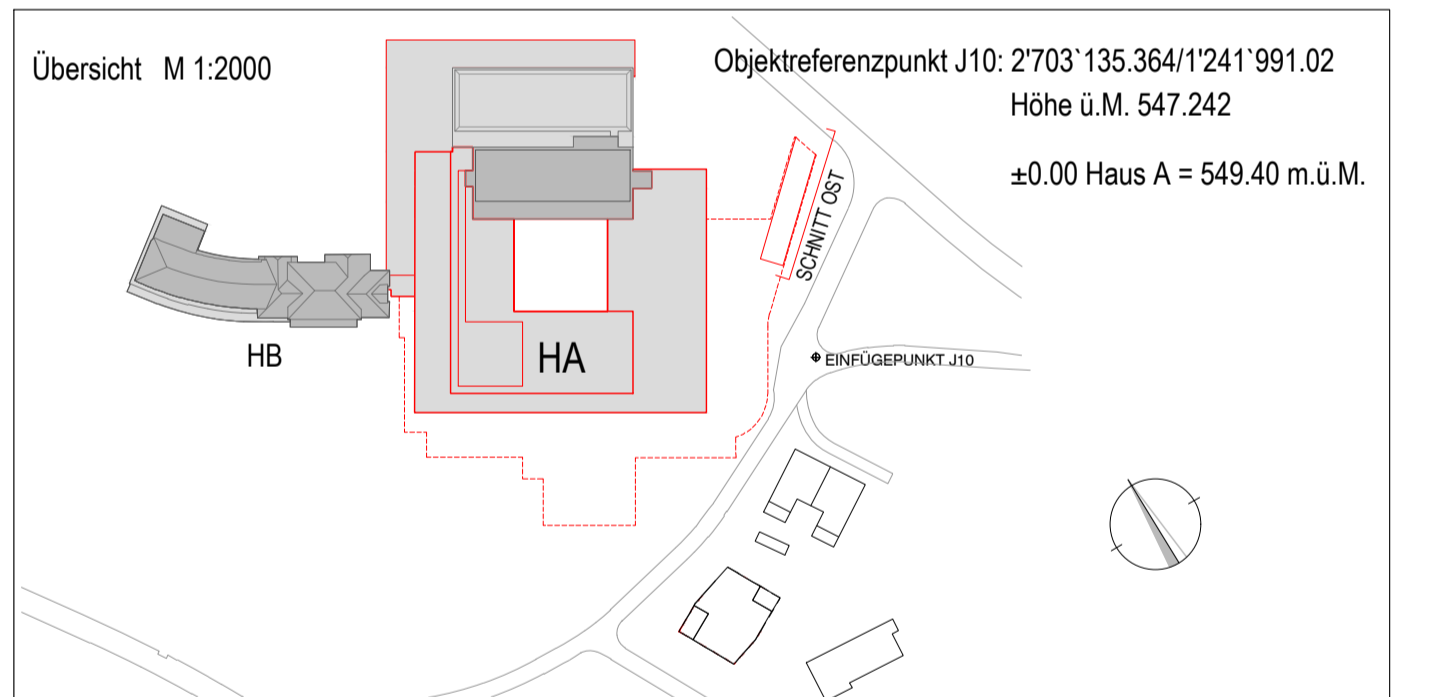 Übersicht M 1:2000
Objektreferenzpunkt J10: 2'703`135.364/1'241`991.02
Höhe ü.M. 547.242
±0.00 Haus A = 549.40 m.ü.M.
SCHNITT OST
HB
HA
EINFÜGEPUNKT J10